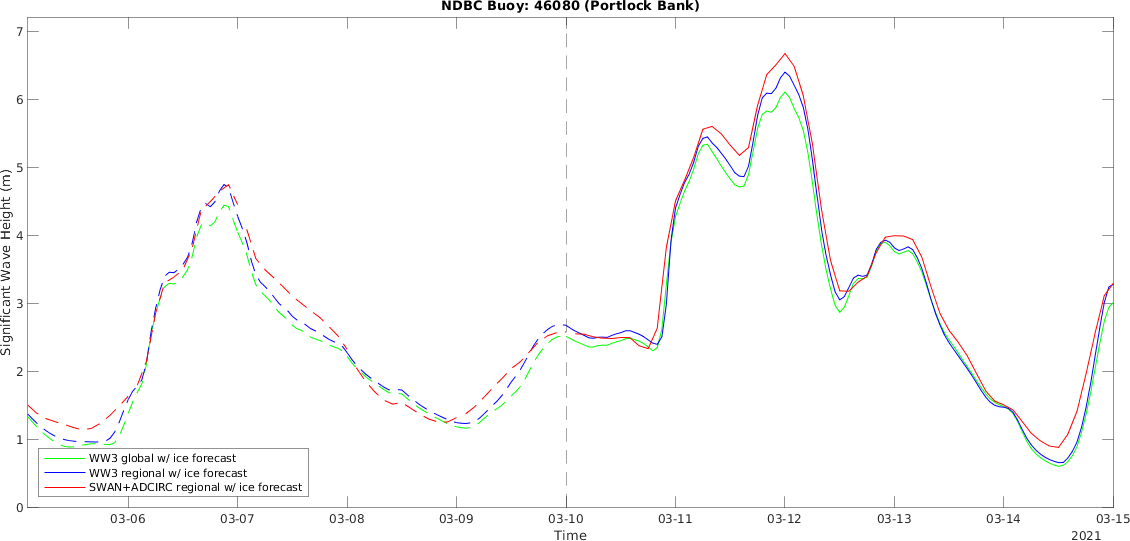 NDBC Buoy: 46080 (Portlock Bank)
7
6
5
4
3
2
1
0
Significant Wave Height (m)
WW3 global w/ ice forecast
WW3 regional w/ ice forecast
SWAN+ADCIRC regional w/ ice forecast
03-06 03-07 03-08 03-09 03-10 03-11 03-12 03-13 03-14 03-15
Time
2021